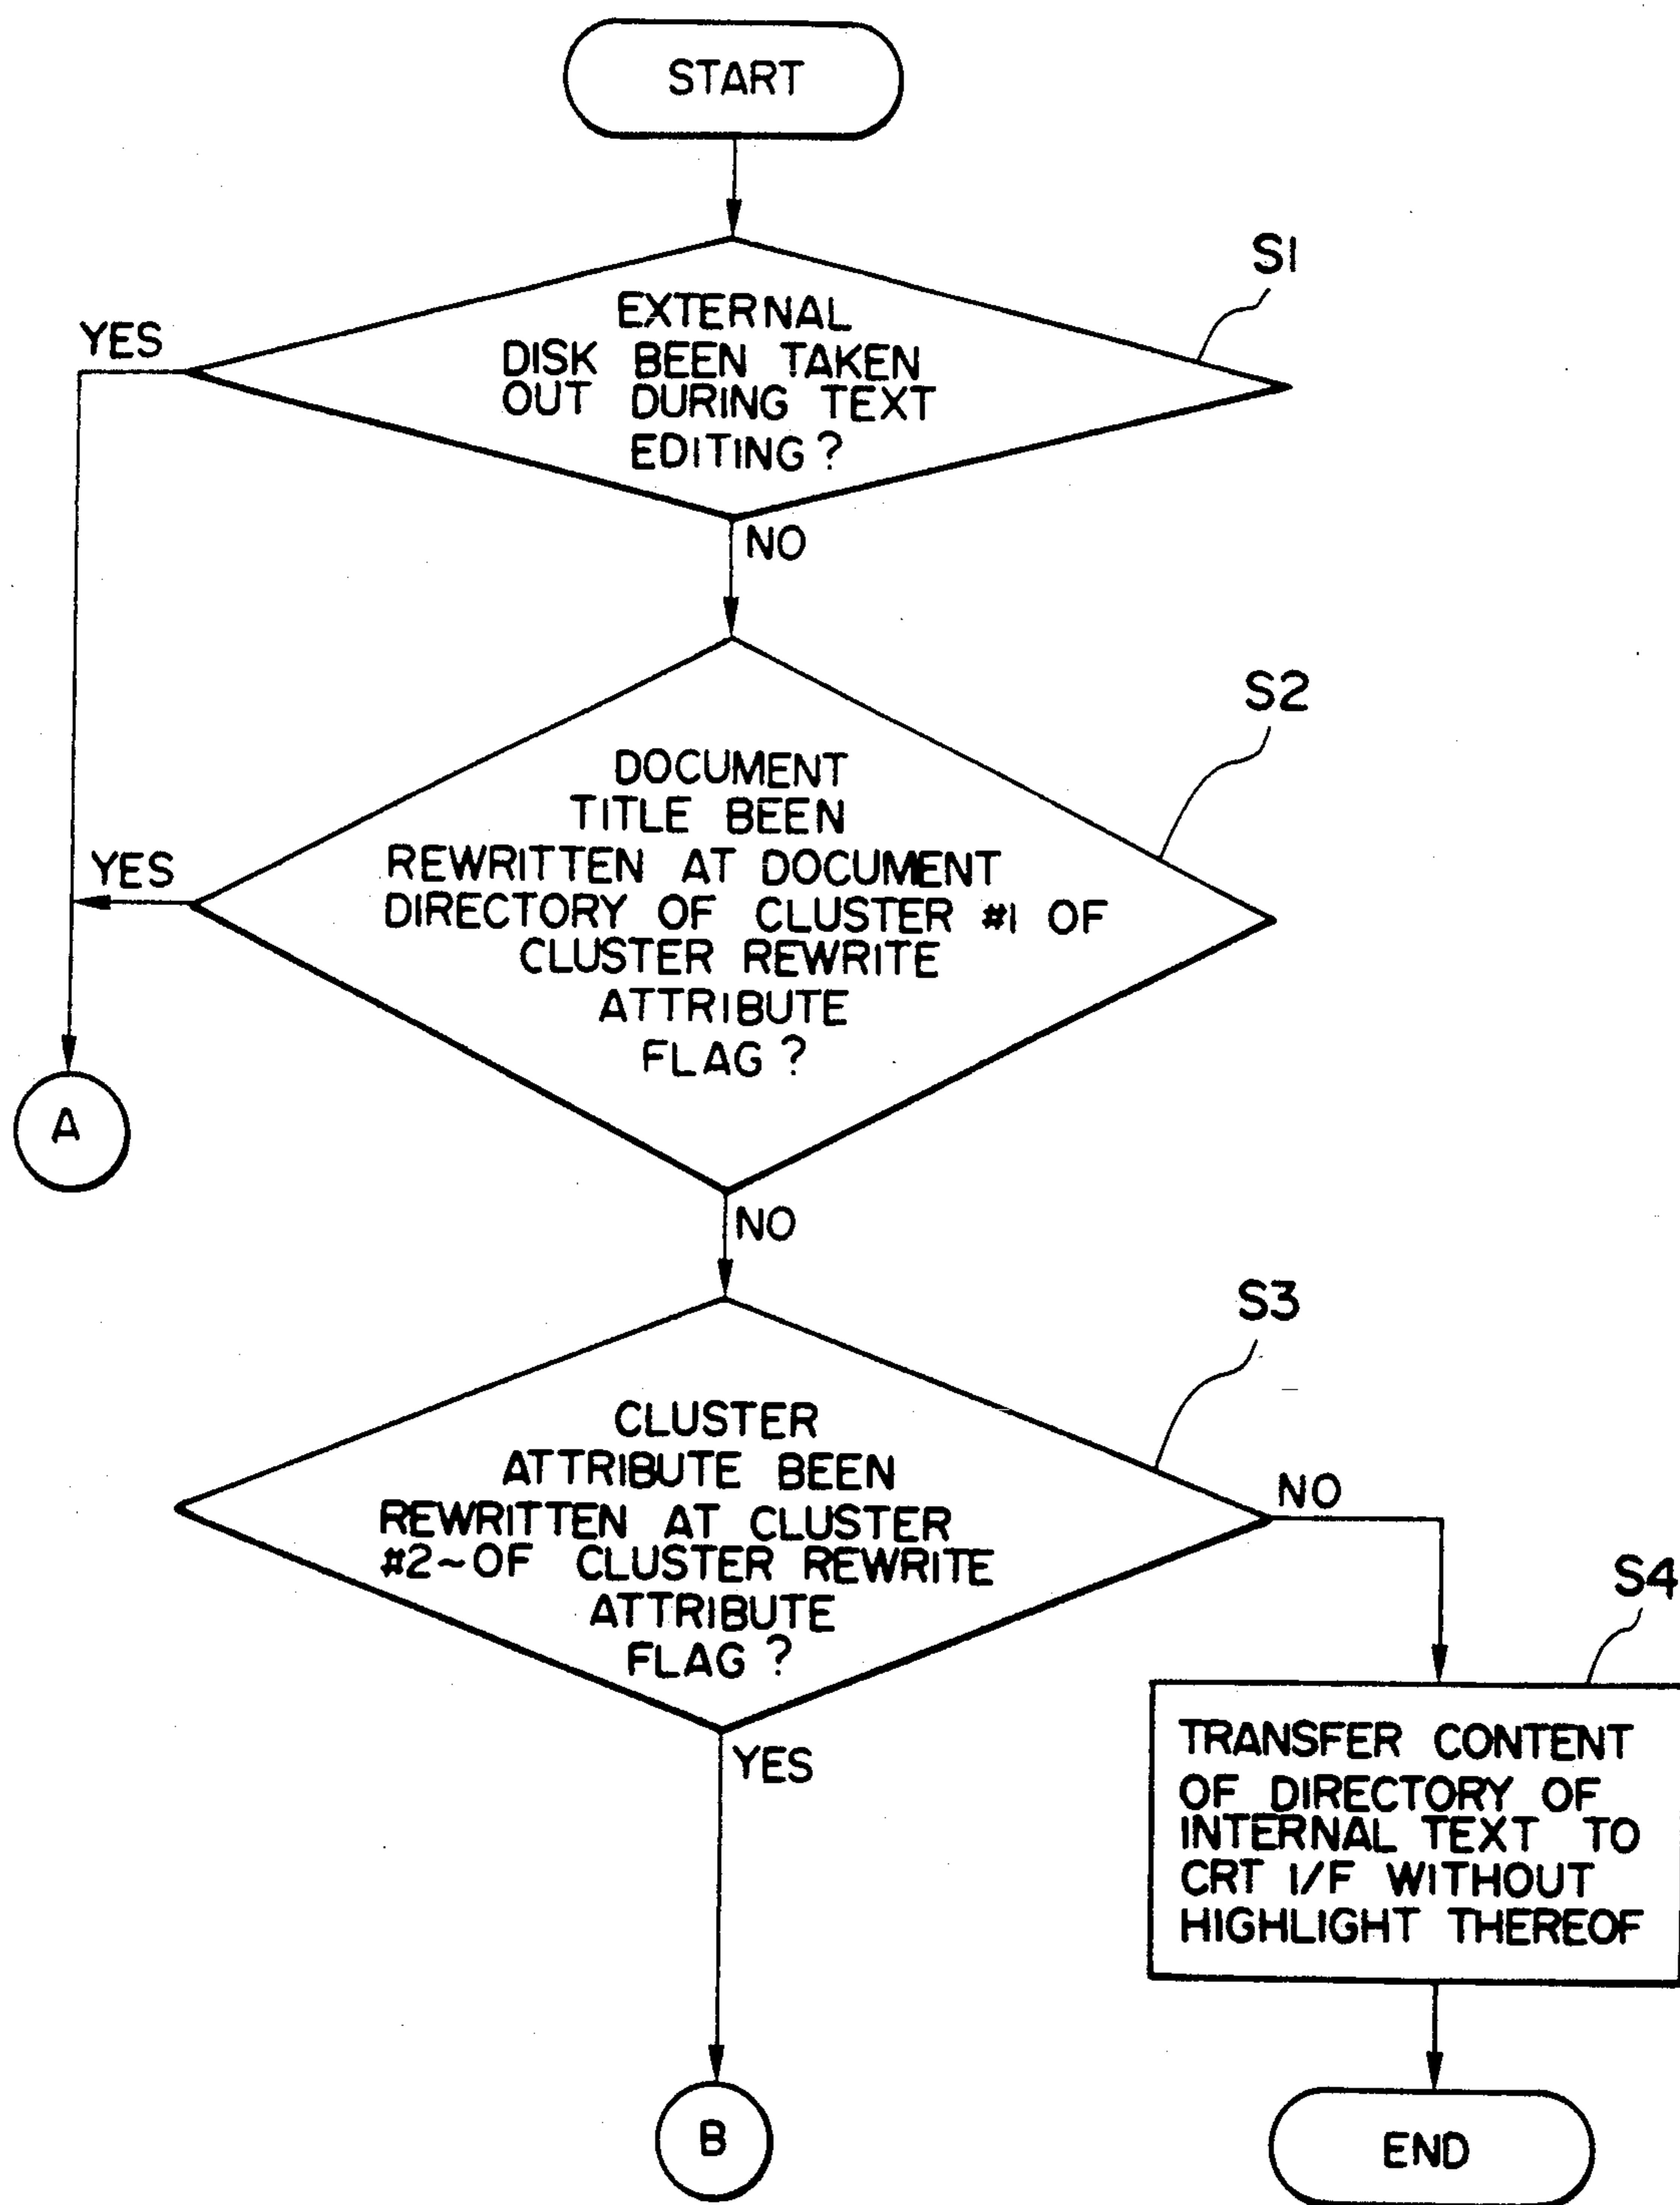 START
S1
YES
EXTERNAL
DISK BEEN TAKEN
OUT DURING TEXT
EDITING?
NO
S2
DOCUMENT
TITLE BEEN
REWRITTEN AT DOCUMENT
DIRECTORY OF CLUSTER #1 OF
CLUSTER REWRITE
ATTRIBUTE
FLAG?
YES
A
NO
S3
CLUSTER
ATTRIBUTE BEEN
REWRITTEN AT CLUSTER
#2~OF CLUSTER REWRITE
ATTRIBUTE
FLAG?
NO
S4
YES
TRANSFER CONTENT
OF DIRECTORY OF
INTERNAL TEXT TO
CRT I/F WITHOUT
HIGHLIGHT THEREOF
B
END